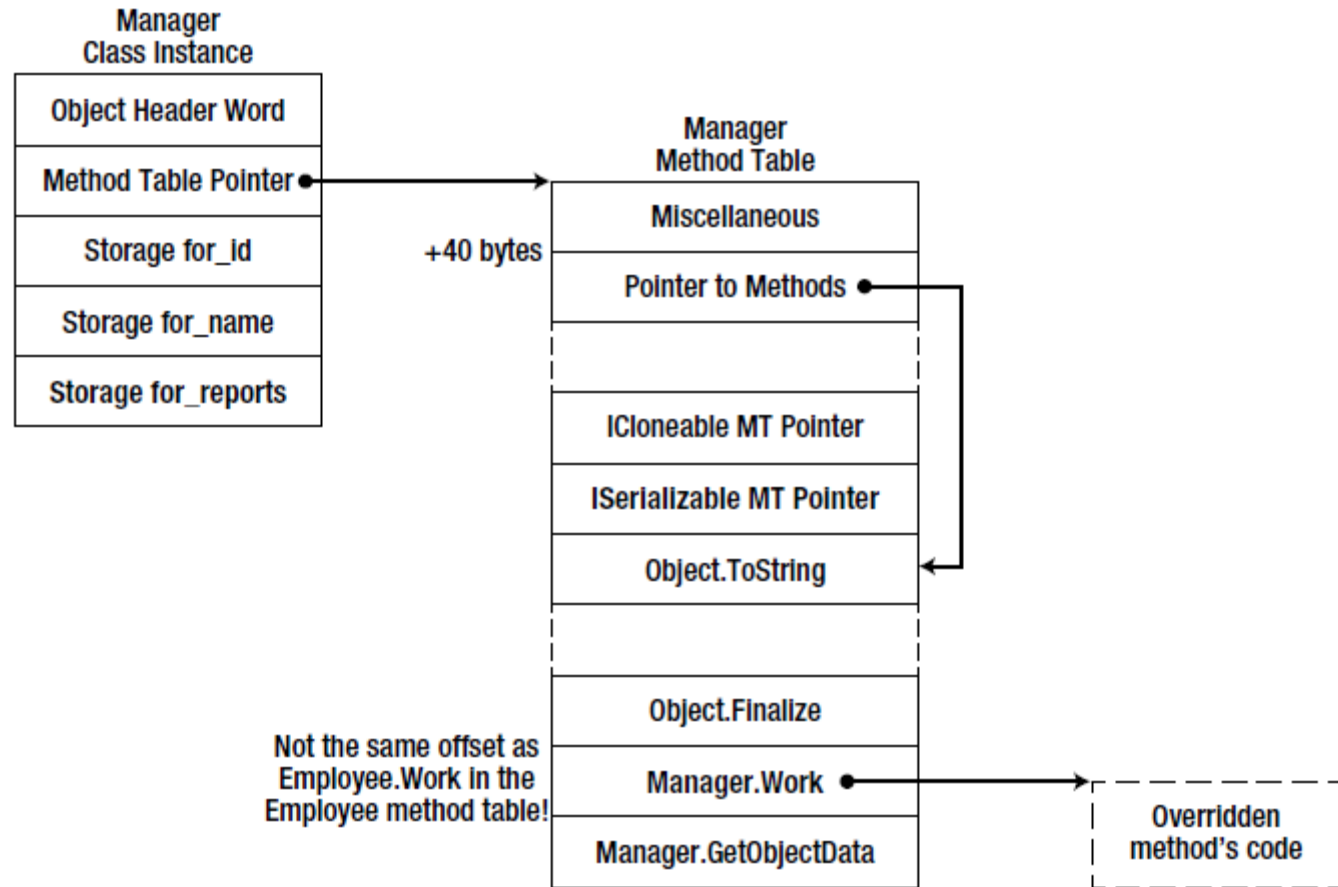 Manager
Class Instance
Object Header Word
Method Table Pointer
Storage for_id
Storage for_name
Storage for_reports
Manager
Method Table
Miscellaneous
+40 bytes
Pointer to Methods
ICloneable MT Pointer
ISerializable MT Pointer
Object.ToString
Object.Finalize
Not the same offset as
Employee.Work in the
Employee method table!
Manager.Work
Manager.GetObjectData
Overridden
method's code